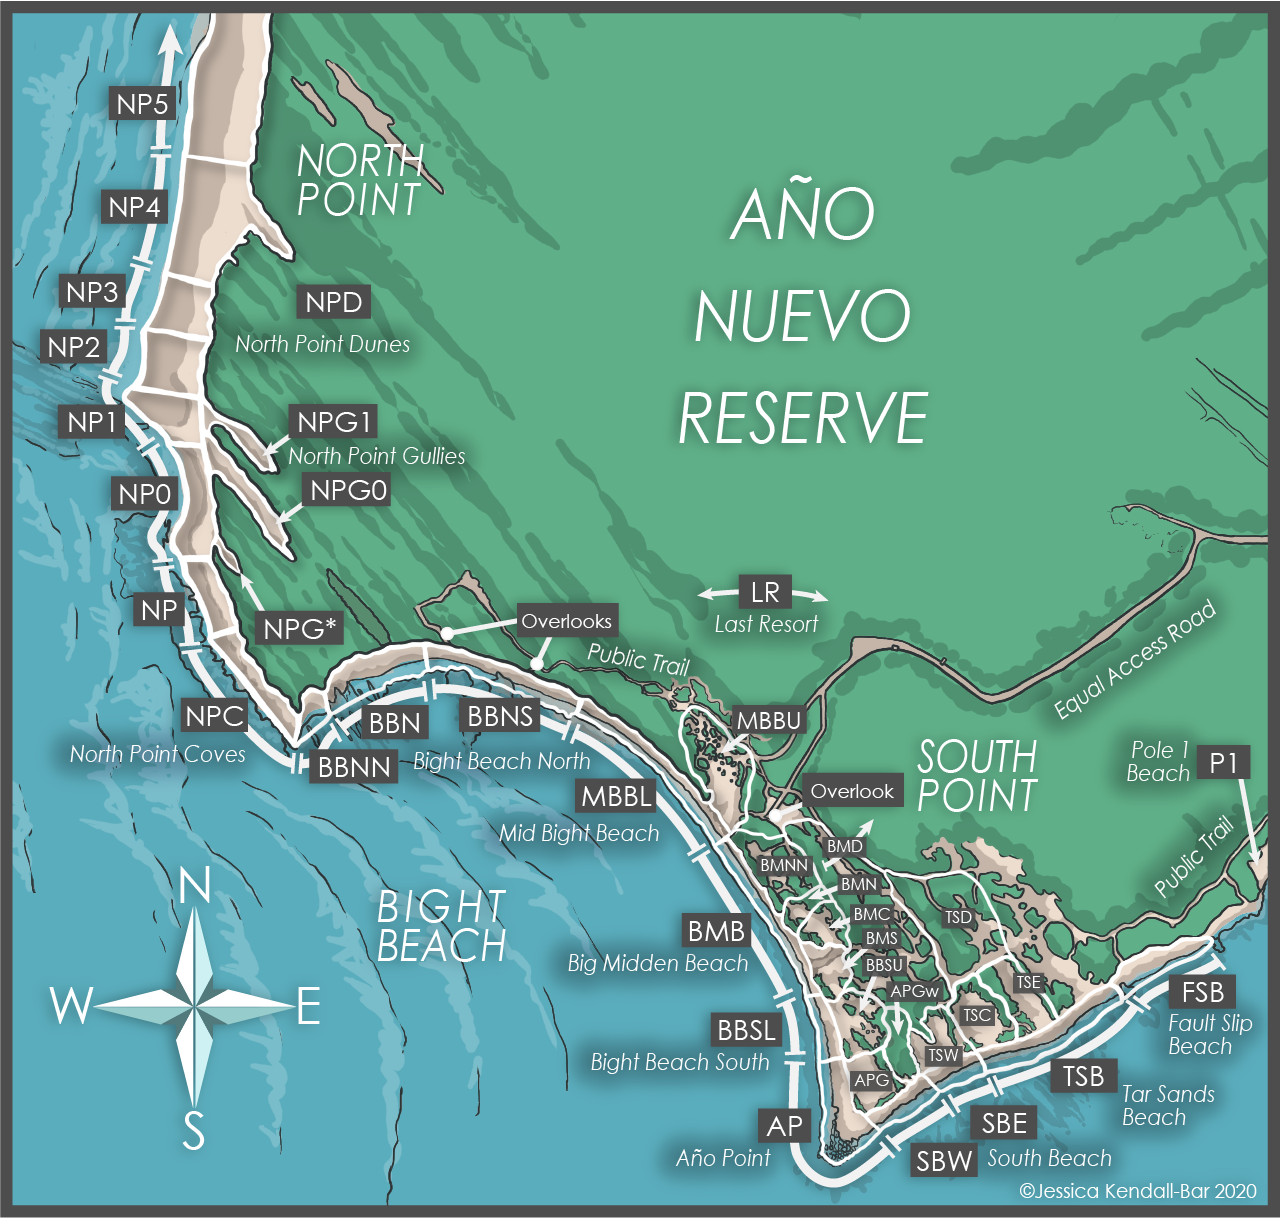 NP5
NORTH
POINT
NP4
AÑO
NUEVO
RESERVE
NP3
NPD
NP2
North Point Dunes
NP1
NPG1
North Point Gullies
NP0
NPG0
NP
NPG*
LR
Last Resort
Overlooks
Public Trail
Equal Access Road
NPC
North Point Coves
BBN
BBNS
BBNN
Bight Beach North
MBBU
MBBL
Mid Bight Beach
SOUTH
POINT
Overlook
Pole 1
Beach
P1
Public Trail
BMD
BMNN
BMN
BMC
BMS
BBSU
APGw
TSD
TSE
TSC
TSW
APG
BIGHT
BEACH
BMB
Big Midden Beach
BBSL
Bight Beach South
AP
Año Point
FSB
Fault Slip
Beach
TSB
Tar Sands
Beach
SBE
SBW
South Beach
N
W
E
S
©Jessica Kendall-Bar 2020